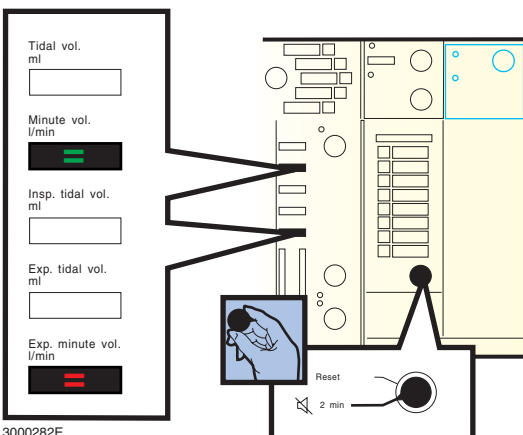 Tidal vol.
ml
Minute vol.
l/min
Insp. tidal vol.
ml
Exp. tidal vol.
ml
Exp. minute vol.
l/min
Reset
2 min
3000282E